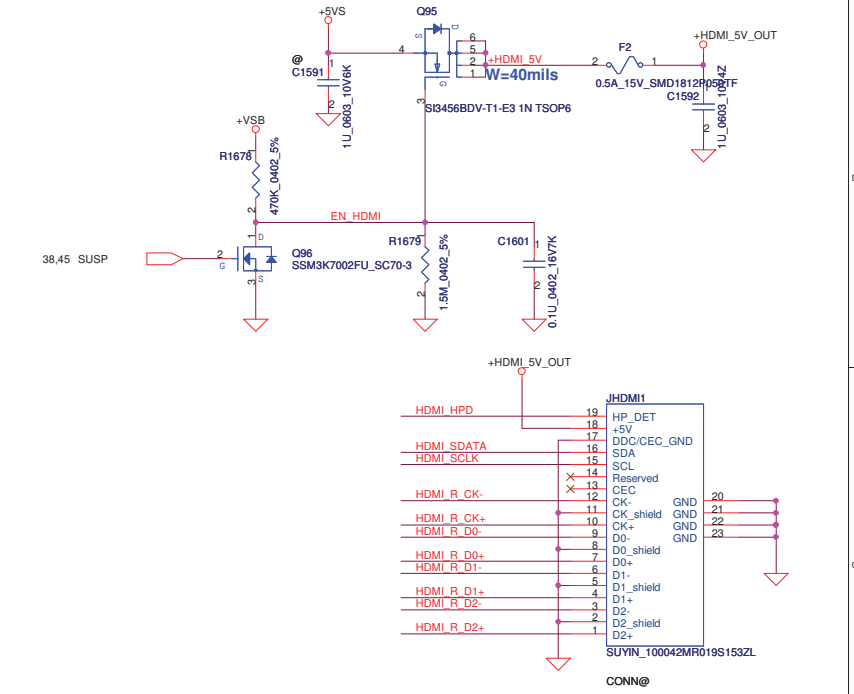 +5VS
Q95
D
S
G
4
6
5
2
1
3
+HDMI_5V
W=40mils
SI3456BDV-T1-E3 1N TSOP6
2
F2
1
0.5A_15V_SMD1812P050TF
+HDMI_5V_OUT
@
C1591
1
2
1U_0603_10V6K
C1592
2
+VSB
R1678
1
2
470K_0402_5%
EN_HDMI
38,45 SUSP
2
G
1
D
3
S
Q96
SSM3K7002FU_SC70-3
R1679
1
2
1.5M_0402_5%
C1601
1
2
0.1U_0402_16V7K
+HDMI_5V_OUT
JHDMI1
HDMI_HPD 19 HP_DET
18 +5V
17 DDC/CEC_GND
HDMI_SDATA 16 SDA
HDMI_SCLK 15 SCL
14 Reserved
13 CEC
HDMI_R_CK- 12 CK-
11 CK_shield
HDMI_R_CK+ 10 CK+
HDMI_R_D0- 9 D0-
8 D0_shield
HDMI_R_D0+ 7 D0+
HDMI_R_D1- 6 D1-
5 D1_shield
HDMI_R_D1+ 4 D1+
HDMI_R_D2- 3 D2-
2 D2_shield
HDMI_R_D2+ 1 D2+
GND 20
GND 21
GND 22
GND 23
SUYIN_100042MR019S153ZL
CONN@